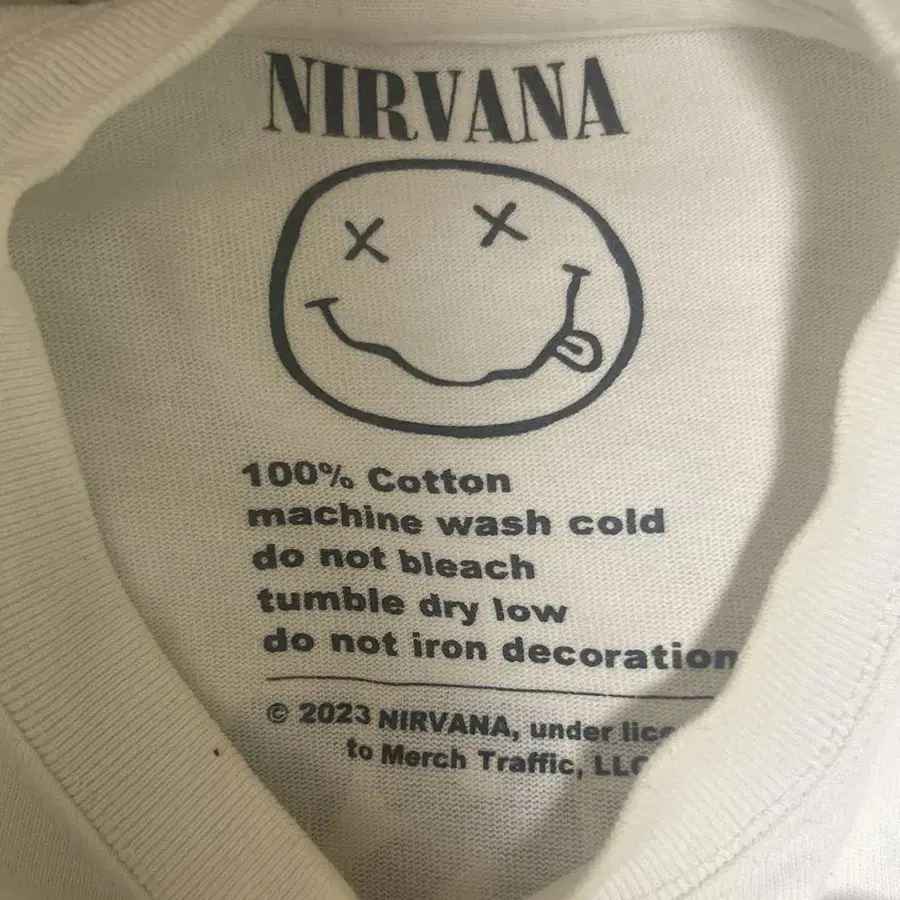 NIRVANA
100% Cotton
machine wash cold
do not bleach
tumble dry low
do not iron decoration
© 2023 NIRVANA, under
to Merch Traffic, LLC